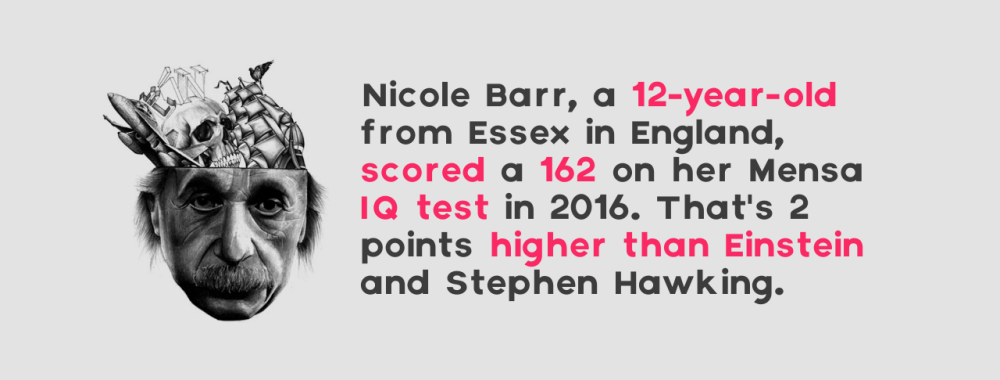 Nicole Barr, a 12-year-old
from Essex in England,
scored a 162 on her Mensa
IQ test in 2016. That's 2
points higher than Einstein
and Stephen Hawking.